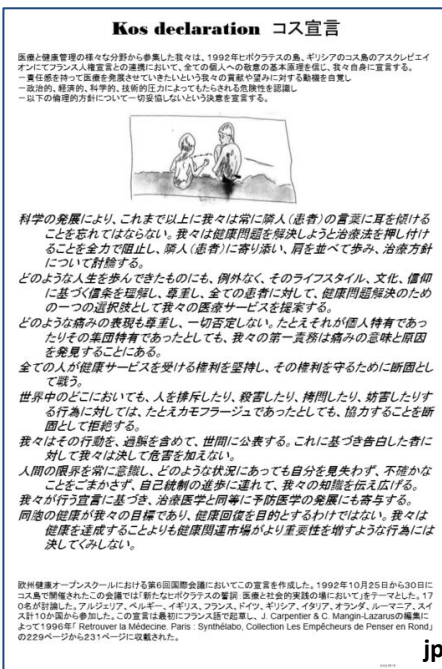 Kos declaration コス宣言
医療と健康管理の様々な分野から参集した我々は、1992年ヒポクラテスの島、ギリシアのコス島のアスクレピエイ
オンにてフランス人権宣言との連携において、全ての個人への敬意の基本原理を信じ、我々自身に宣言する。
－責任感を持って医療を発展させていきたいという我々の貢献や望みに対する動機を自覚し
－政治的、経済的、科学的、技術的圧力によってもたらされる危険性を認識し
－以下の倫理的方針について一切妥協しないという決意を宣言する。
科学の発展により、これまで以上に我々は常に隣人（患者）の言葉に耳を傾ける
ことを忘れてはならない。我々は健康問題を解決しようと治療法を押し付け
ることを全力で阻止し、隣人（患者）に寄り添い、肩を並べて歩み、治療方針
について討論する。
どのような人生を歩んできたものにも、例外なく、そのライフスタイル、文化、信仰
に基づく信条を理解し、尊重し、全ての患者に対して、健康問題解決のため
の一つの選択肢として我々の医療サービスを提案する。
どのような痛みの表現も尊重し、一切否定しない。たとえそれが個人特有であっ
たりその集団特有であったとしても、我々の第一責務は痛みの意味と原因
を発見することにある。
全ての人が健康サービスを受ける権利を堅持し、その権利を守るために断固とし
て戦う。
世界中のどこにおいても、人を排斥したり、殺害したり、拷問したり、妨害したりす
る行為に対しては、たとえカモフラージュであったとしても、協力することを断
固として拒絶する。
我々はその行動を、過誤を含めて、世間に公表する。これに基づき告白した者に
対して我々は決して危害を加えない。
人間の限界を常に意識し、どのような状況にあっても自分を見失わず、不確かな
ことをごまかさず、自己統制の進歩に連れて、我々の知識を伝え広げる。
我々が行う宣言に基づき、治療医学と同等に予防医学の発展にも寄与する。
同胞の健康が我々の目標であり、健康回復を目的とするわけではない。我々は
健康を達成することよりも健康関連市場がより重要性を増すような行為には
決してくみしない。
欧州健康オープンスクールにおける第6回国際会議においてこの宣言を作成した。1992年10月25日から30日に
コス島で開催されたこの会議では「新たなヒポクラテスの誓詞：医療と社会的実践の場において」をテーマとした。17
0名が討論した。アルジェリア、ベルギー、イギリス、フランス、ドイツ、ギリシア、イタリア、オランダ、ルーマニア、スイ
ス計10か国から参加した。この宣言は最初にフランス語で起草し、J. Carpentier & C. Mangin-Lazarusの編集に
よって1996年「 Retrouver la Médecine. Paris : Synthélabo, Collection Les Empêcheurs de Penser en Rond」
の229ページから231ページに収載された。
jp